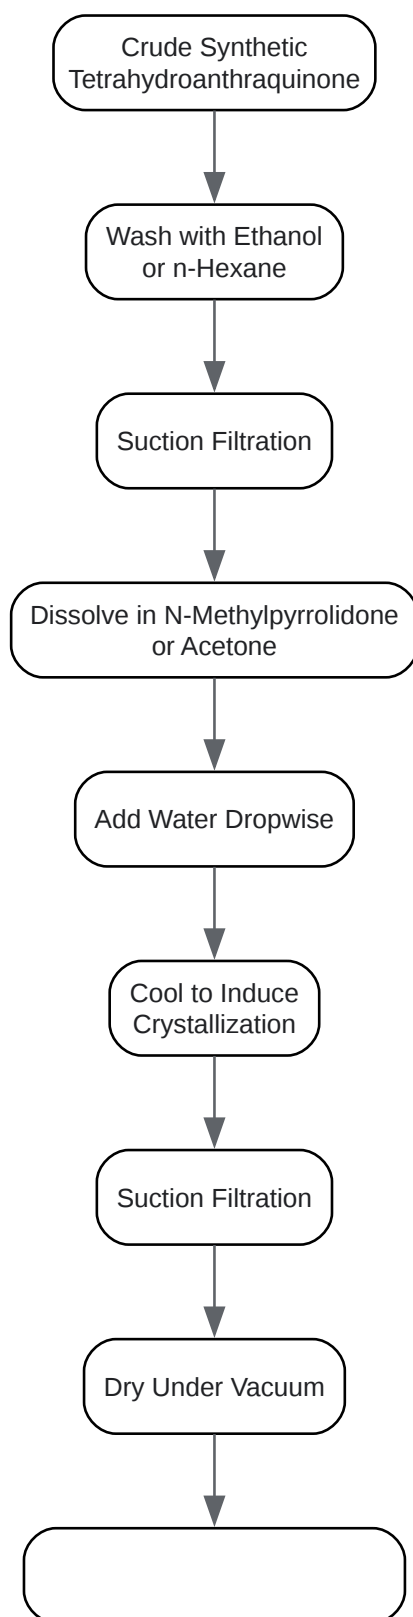 Crude Synthetic
Tetrahydroanthraquinone
Wash with Ethanol
or n-Hexane
Suction Filtration
Dissolve in N-Methylpyrrolidone
or Acetone
Add Water Dropwise
Cool to Induce
Crystallization
Suction Filtration
Dry Under Vacuum